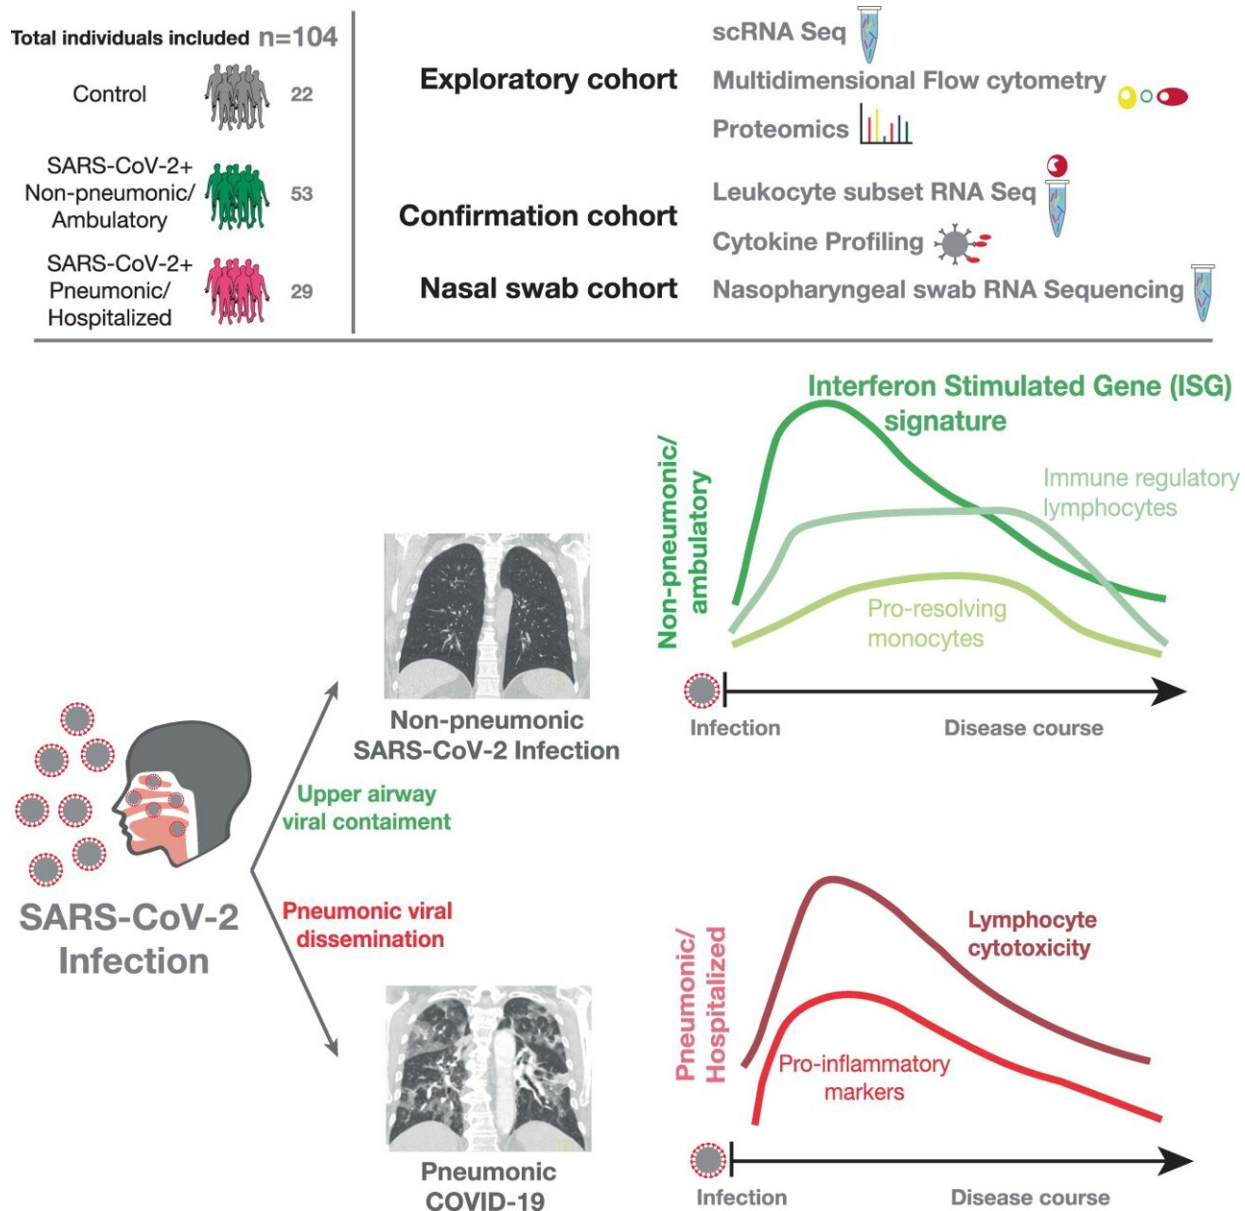 Total individuals included n=104
Control 22
SARS-CoV-2+
Non-pneumonic/
Ambulatory
53
SARS-CoV-2+
Pneumonic/
Hospitalized
29
Exploratory cohort
scRNA Seq
Multidimensional Flow cytometry
Proteomics
Confirmation cohort
Leukocyte subset RNA Seq
Cytokine Profiling
Nasal swab cohort
Nasopharyngeal swab RNA Sequencing
SARS-CoV-2
Infection
Upper airway
viral contaiment
Pneumonic viral
dissemination
Non-pneumonic
SARS-CoV-2 Infection
Pneumonic
COVID-19
Non-pneumonic/
ambulatory
Interferon Stimulated Gene (ISG)
signature
Immune regulatory
lymphocytes
Pro-resolving
monocytes
Infection
Disease course
Pneumonic/
Hospitalized
Lymphocyte
cytotoxicity
Pro-inflammatory
markers
Infection
Disease course